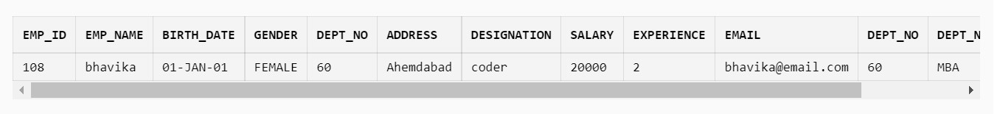 EMP_ID EMP_NAME BIRTH_DATE GENDER DEPT_NO ADDRESS DESIGNATION SALARY EXPERIENCE EMAIL DEPT_NO DEPT_N
108 bhavika 01-JAN-01 FEMALE 60 Ahemdabad coder 20000 2 bhavika@email.com 60 MBA